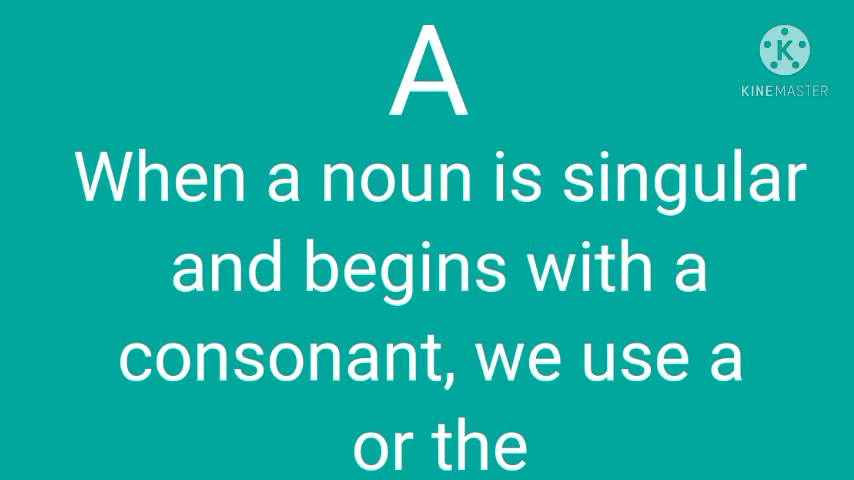 A
K
KINEMASTER
When a noun is singular
and begins with a
consonant, we use a
or the